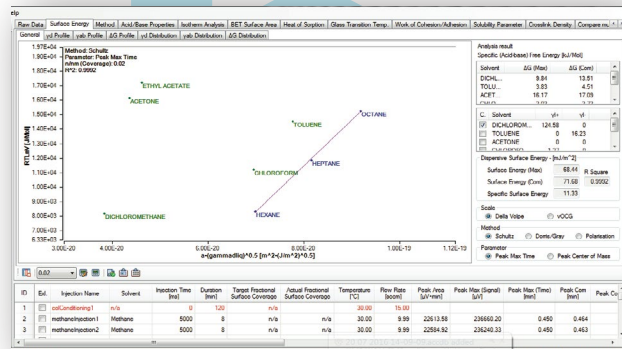 elp
Raw Data Surface Energy Method Acid/Base Properties Isotherm Analysis BET Surface Area Heat of Sorption Glass Transition Temp. Work of Cohesion/Adhesion Solubility Parameter Crosslink Density Compare mu
General γd Profile γab Profile ΔG Profile γd Distribution γab Distribution ΔG Distribution
Method: Schultz
Parameter: Peak Max Time
n/nm (Coverage): 0.02
R^2: 0.9992
RTLnV [J/Mol]
1.97E+04
1.90E+04
1.80E+04
1.70E+04
1.60E+04
1.50E+04
1.40E+04
1.30E+04
1.20E+04
1.10E+04
1.00E+04
9.00E+03
8.00E+03
7.00E+03
6.33E+03
ETHYL ACETATE
ACETONE
OCTANE
TOLUENE
HEPTANE
CHLOROFORM
HEXANE
DICHLOROMETHANE
3.00E-20 4.00E-20 6.00E-20 8.00E-20 1.00E-19 1.12E-19
a•(gammadliq)^0.5 [m^2•(J/m^2)^0.5]
Analysis result
Specific (Acid-base) Free Energy [kJ/Mol]
Solvent ΔG (Max) ΔG (Com)
DICHL... 9.84 13.51
TOLU... 3.83 4.51
ACET... 16.17 17.09
C. Solvent γl+ γl-
DICHLOROM... 124.58 0
TOLUENE 0 16.23
ACETONE 0 0
Dispersive Surface Energy - [mJ/m^2]
Surface Energy (Max) 68.44 R Square
Surface Energy (Com) 71.60 0.9992
Specific Surface Energy 11.33
Scale
Della Volpe vOCG
Method
Schultz Dorris/Gray Polarisation
Parameter
Peak Max Time Peak Center of Mass
0.02
ID Exl. Injection Name Solvent Injection Time [ms] Duration [min] Target Fractional Surface Coverage Actual Fractional Surface Coverage Temperature [°C] Flow Rate [sccm] Peak Area [µV•min] Peak Max (Signal) [µV] Peak Max (Time) [min] Peak Com [min] Peak Co
1 colConditioning1 n/a 0 120 n/a 30.00 15.00
2 methaneInjection1 Methane 5000 8 n/a n/a 30.00 9.99 22613.58 236660.20 0.450 0.464
3 methaneInjection2 Methane 5000 8 n/a n/a 30.00 9.99 22584.92 236240.33 0.450 0.463